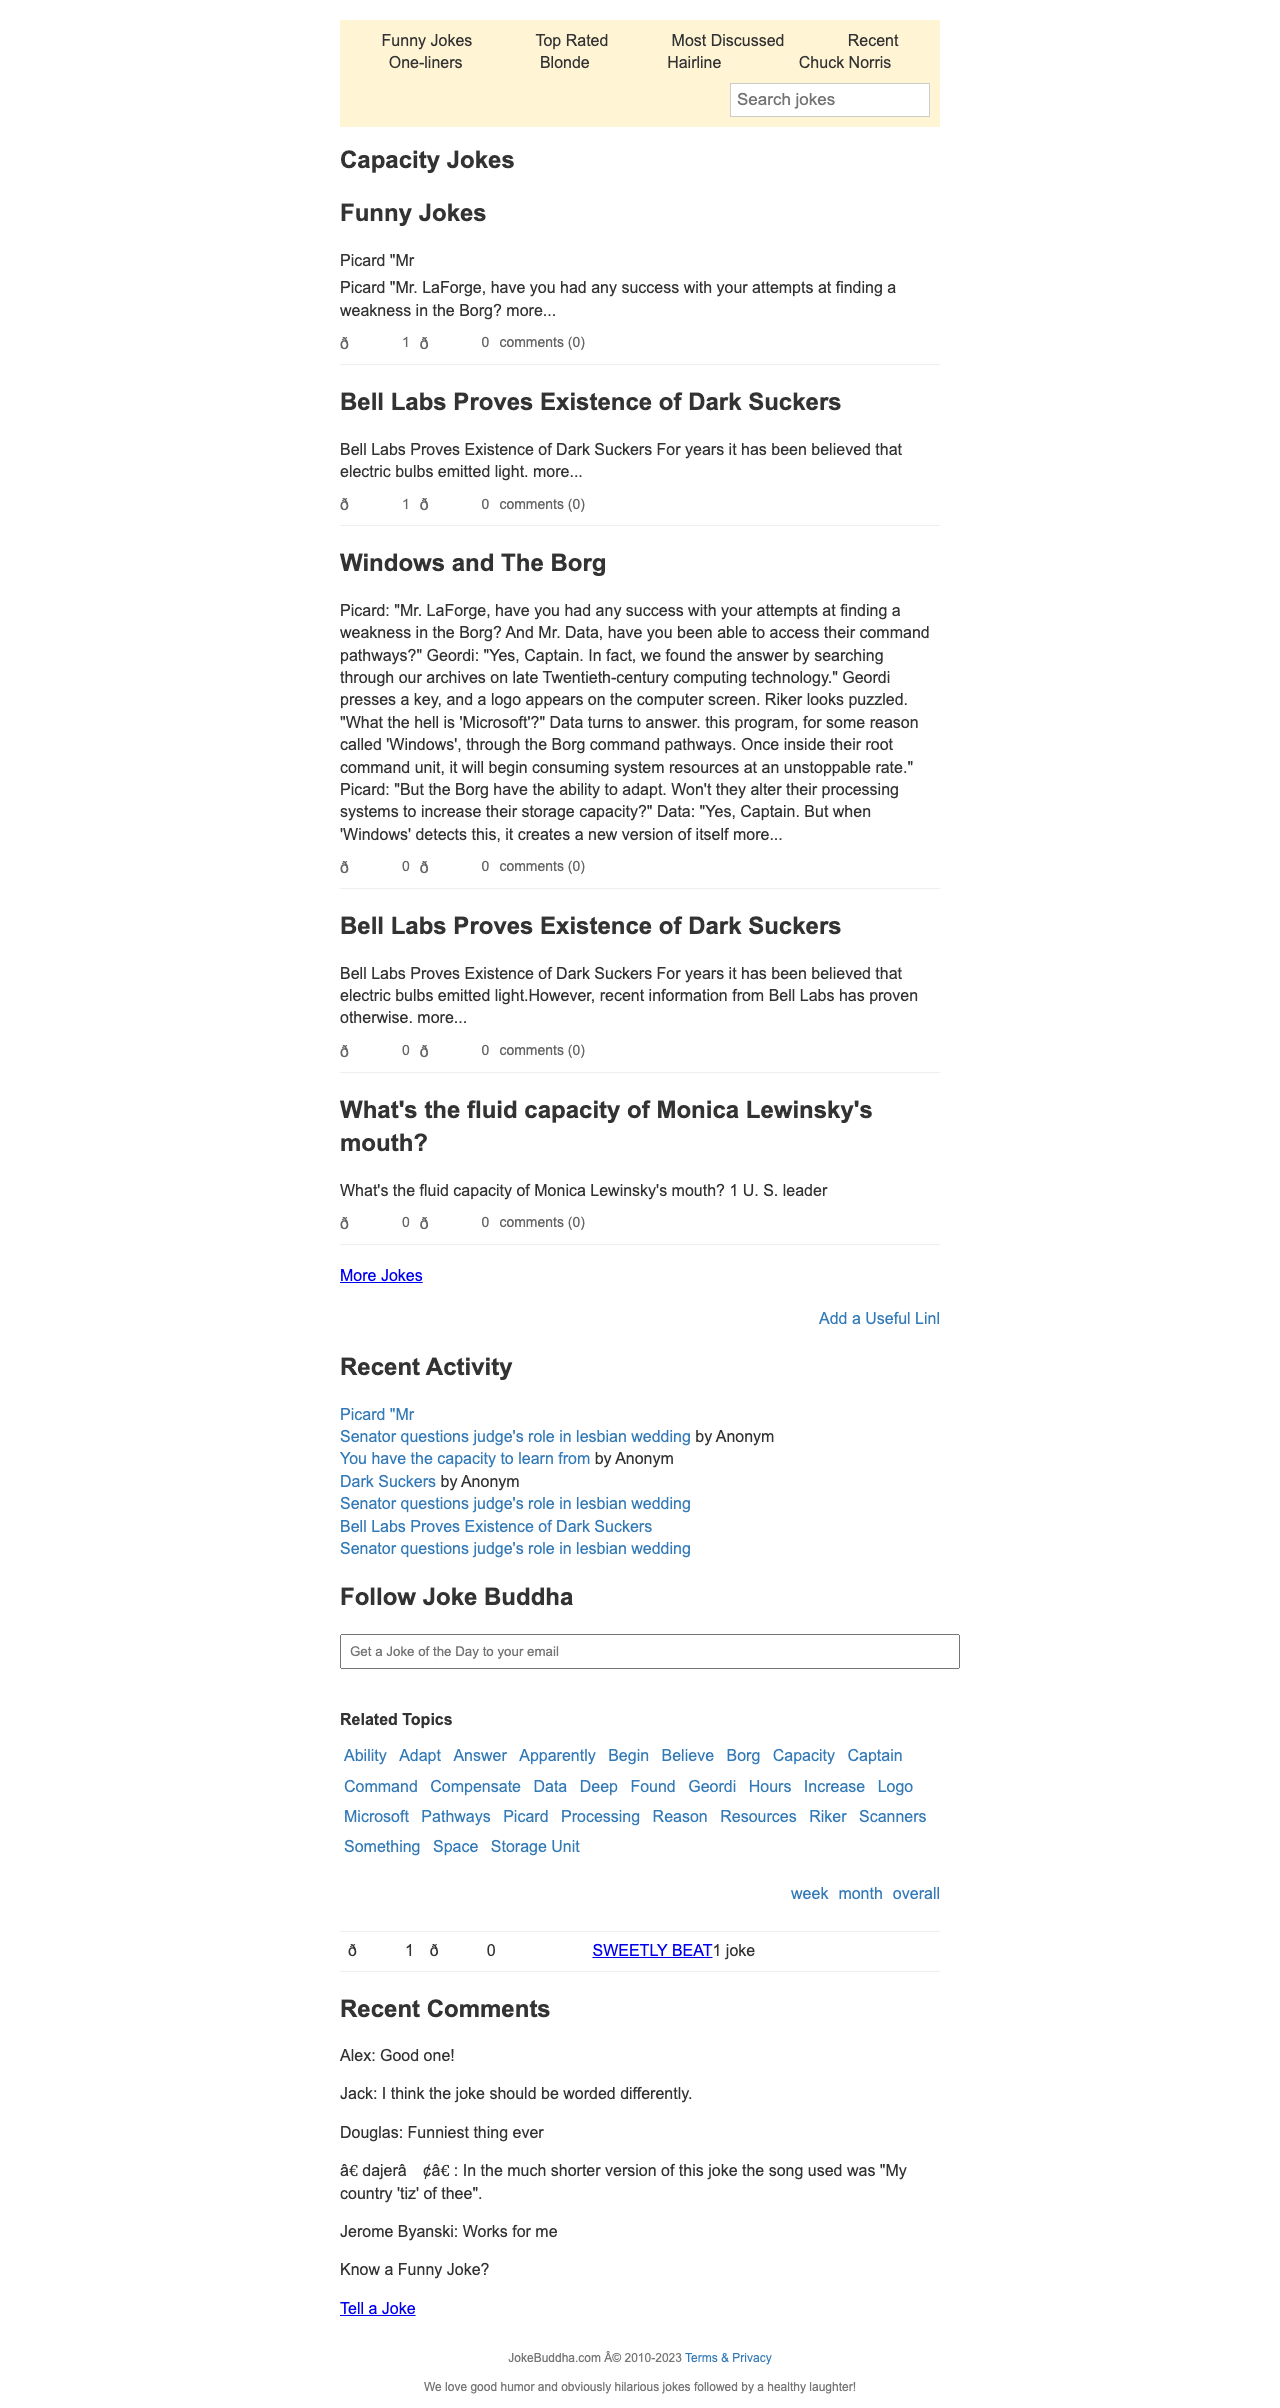 Funny Jokes Top Rated Most Discussed Recent
One-liners Blonde Hairline Chuck Norris
Search jokes
Capacity Jokes
Funny Jokes
Picard "Mr
Picard "Mr. LaForge, have you had any success with your attempts at finding a
weakness in the Borg? more...
ð 1 ð 0 comments (0)
Bell Labs Proves Existence of Dark Suckers
Bell Labs Proves Existence of Dark Suckers For years it has been believed that
electric bulbs emitted light. more...
ð 1 ð 0 comments (0)
Windows and The Borg
Picard: "Mr. LaForge, have you had any success with your attempts at finding a
weakness in the Borg? And Mr. Data, have you been able to access their command
pathways?" Geordi: "Yes, Captain. In fact, we found the answer by searching
through our archives on late Twentieth-century computing technology." Geordi
presses a key, and a logo appears on the computer screen. Riker looks puzzled.
"What the hell is 'Microsoft'?" Data turns to answer. this program, for some reason
called 'Windows', through the Borg command pathways. Once inside their root
command unit, it will begin consuming system resources at an unstoppable rate."
Picard: "But the Borg have the ability to adapt. Won't they alter their processing
systems to increase their storage capacity?" Data: "Yes, Captain. But when
'Windows' detects this, it creates a new version of itself more...
ð 0 ð 0 comments (0)
Bell Labs Proves Existence of Dark Suckers
Bell Labs Proves Existence of Dark Suckers For years it has been believed that
electric bulbs emitted light.However, recent information from Bell Labs has proven
otherwise. more...
ð 0 ð 0 comments (0)
What's the fluid capacity of Monica Lewinsky's
mouth?
What's the fluid capacity of Monica Lewinsky's mouth? 1 U. S. leader
ð 0 ð 0 comments (0)
More Jokes
Add a Useful Linl
Recent Activity
Picard "Mr
Senator questions judge's role in lesbian wedding by Anonym
You have the capacity to learn from by Anonym
Dark Suckers by Anonym
Senator questions judge's role in lesbian wedding
Bell Labs Proves Existence of Dark Suckers
Senator questions judge's role in lesbian wedding
Follow Joke Buddha
Get a Joke of the Day to your email
Related Topics
Ability Adapt Answer Apparently Begin Believe Borg Capacity Captain
Command Compensate Data Deep Found Geordi Hours Increase Logo
Microsoft Pathways Picard Processing Reason Resources Riker Scanners
Something Space Storage Unit
week month overall
ð 1 ð 0 SWEETLY BEAT1 joke
Recent Comments
Alex: Good one!
Jack: I think the joke should be worded differently.
Douglas: Funniest thing ever
â€ dajerâ ¢â€ : In the much shorter version of this joke the song used was "My
country 'tiz' of thee".
Jerome Byanski: Works for me
Know a Funny Joke?
Tell a Joke
JokeBuddha.com Â© 2010-2023 Terms & Privacy
We love good humor and obviously hilarious jokes followed by a healthy laughter!